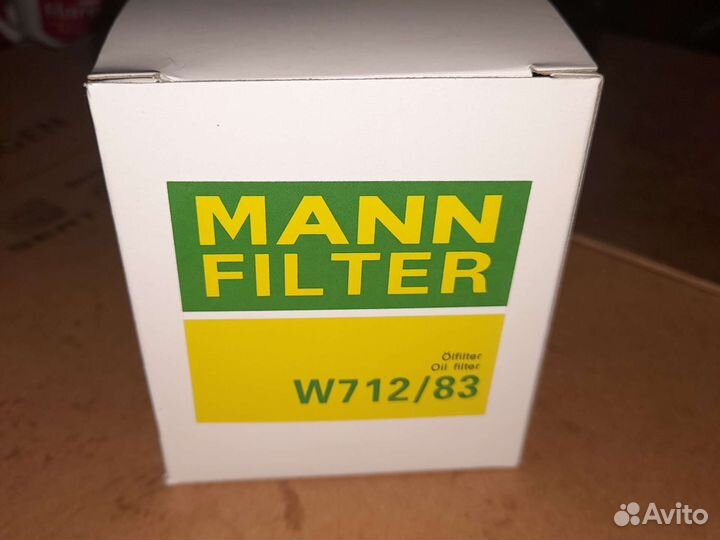 MANN
FILTER
Ölfilter
Oil filter
W712/83
Avito